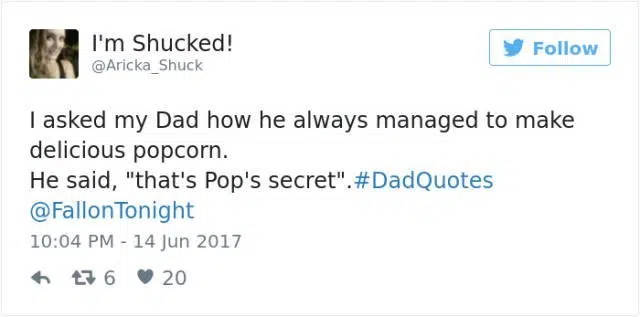 I'm Shucked!
@Aricka_Shuck
Follow
I asked my Dad how he always managed to make
delicious popcorn.
He said, "that's Pop's secret".#DadQuotes
@FallonTonight
10:04 PM - 14 Jun 2017
6 20